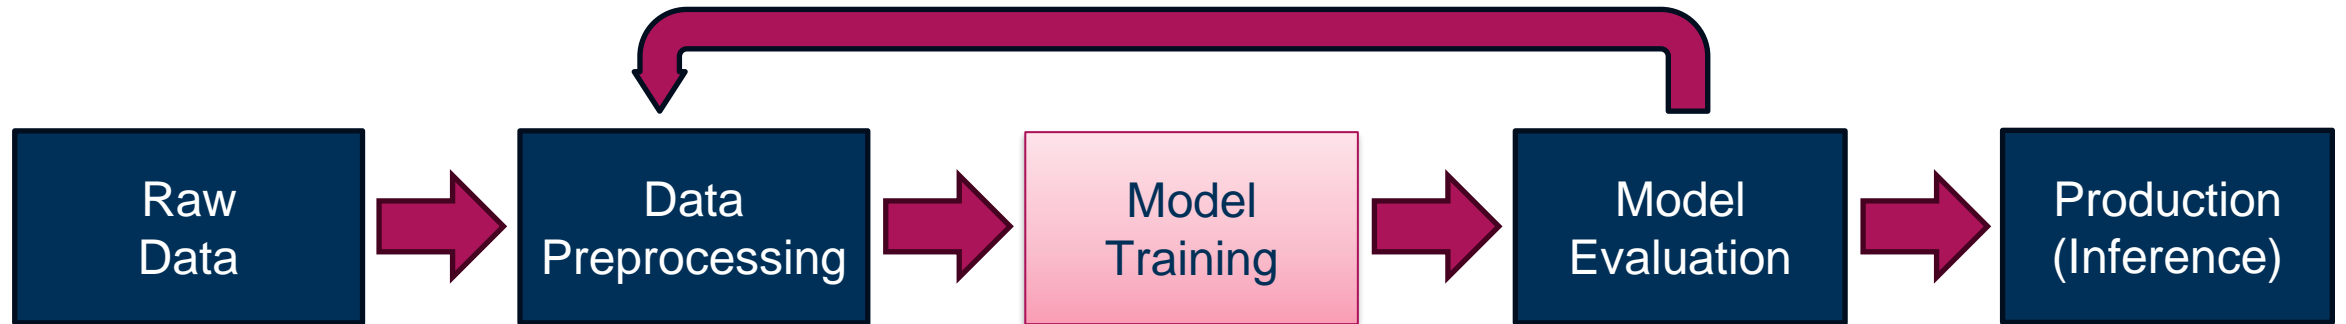 Raw
Data
Data
Preprocessing
Model
Training
Model
Evaluation
Production
(Inference)